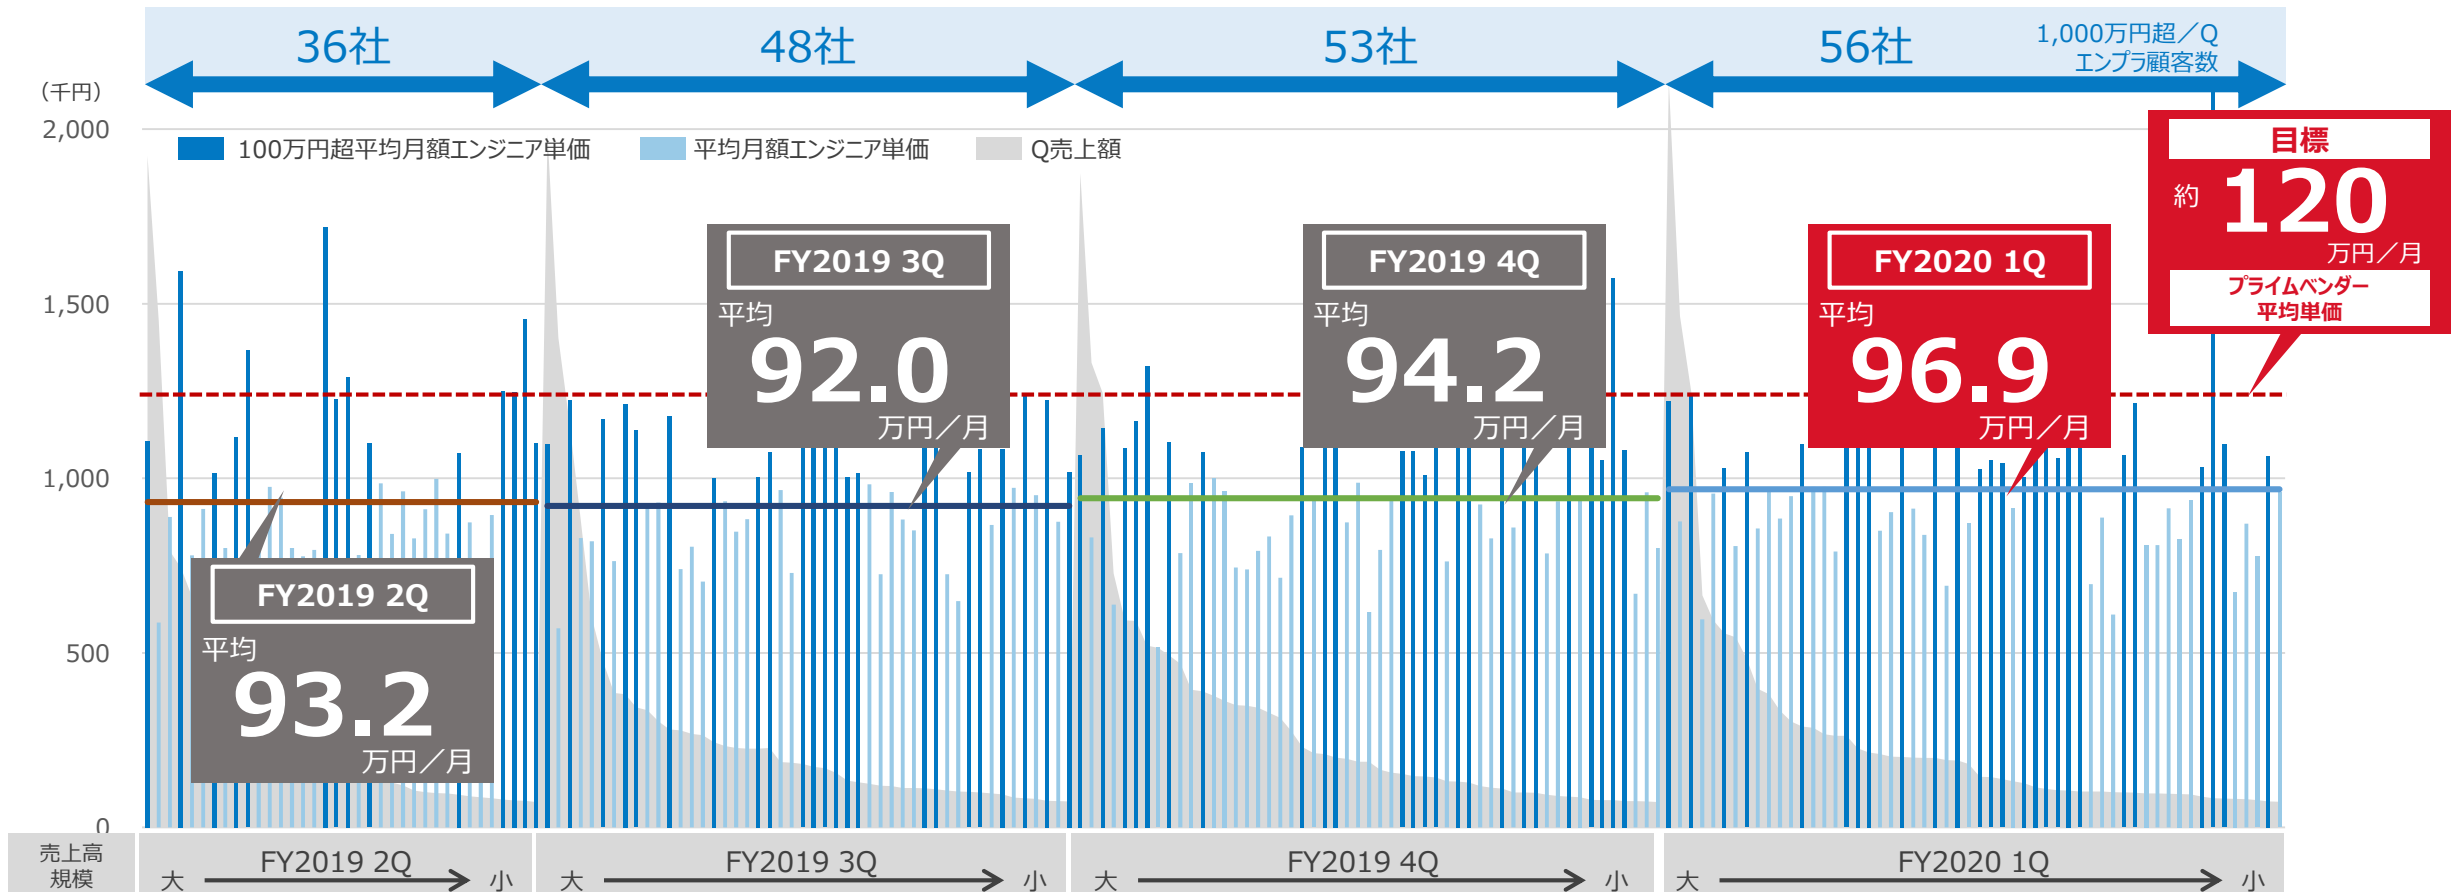 36社
48社
53社
56社
1,000万円超／Q
エンプラ顧客数
（千円）
2,000
1,500
1,000
500
0
100万円超平均月額エンジニア単価
平均月額エンジニア単価
Q売上額
目標
約 120
万円／月
プライムベンダー
平均単価
FY2019 3Q
平均
92.0
万円／月
FY2019 4Q
平均
94.2
万円／月
FY2020 1Q
平均
96.9
万円／月
FY2019 2Q
平均
93.2
万円／月
売上高
規模
FY2019 2Q
大 小
FY2019 3Q
大 小
FY2019 4Q
大 小
FY2020 1Q
大 小